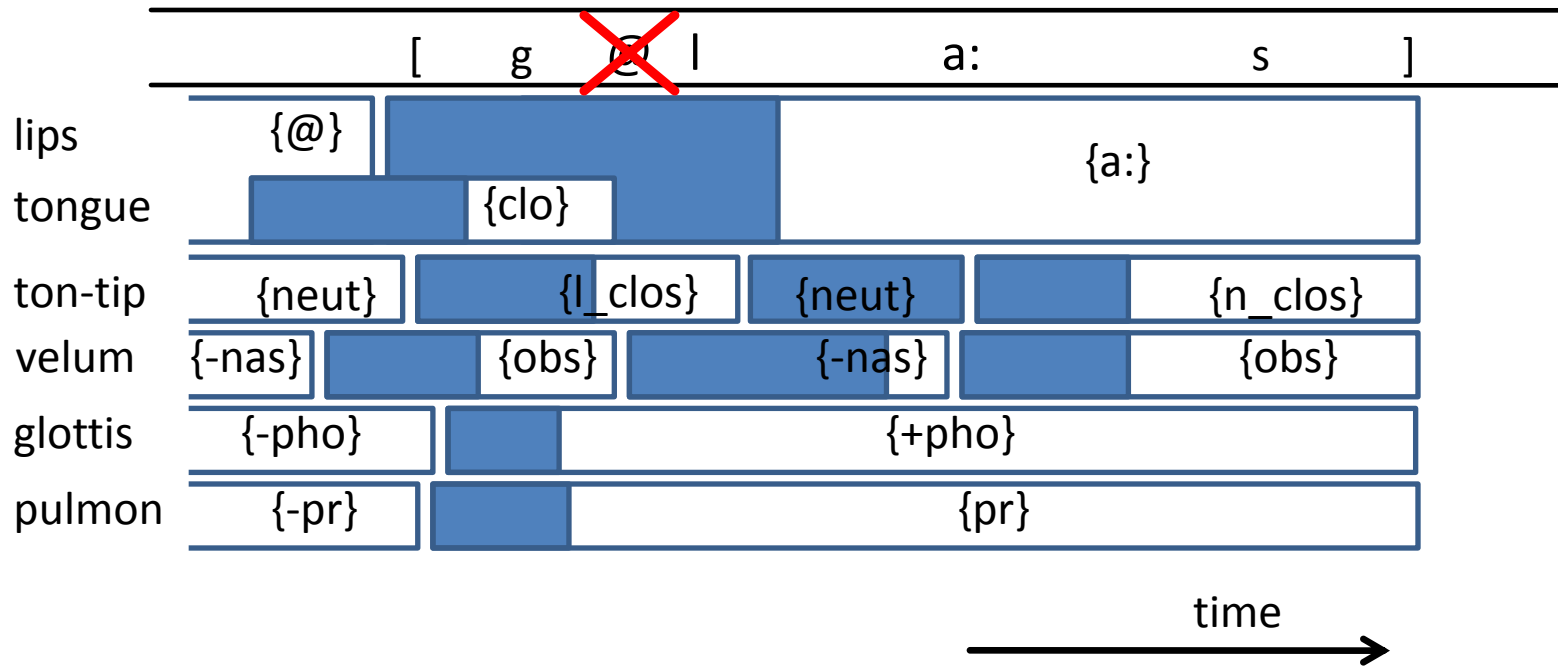 [ g @ l a: s ]
lips {@} {a:}
tongue {clo}
ton-tip {neut} {l_clos} {neut} {n_clos}
velum {-nas} {obs} {-nas} {obs}
glottis {-pho} {+pho}
pulmon {-pr} {pr}
time